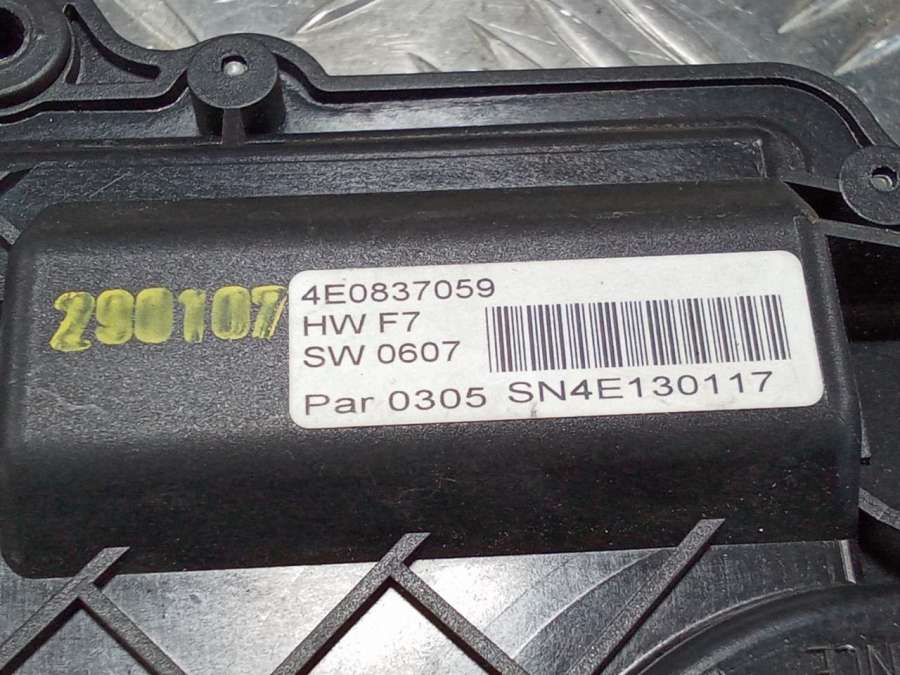 290107
4E0837059
HW F7
SW 0607
Par 0305 SN4E130117